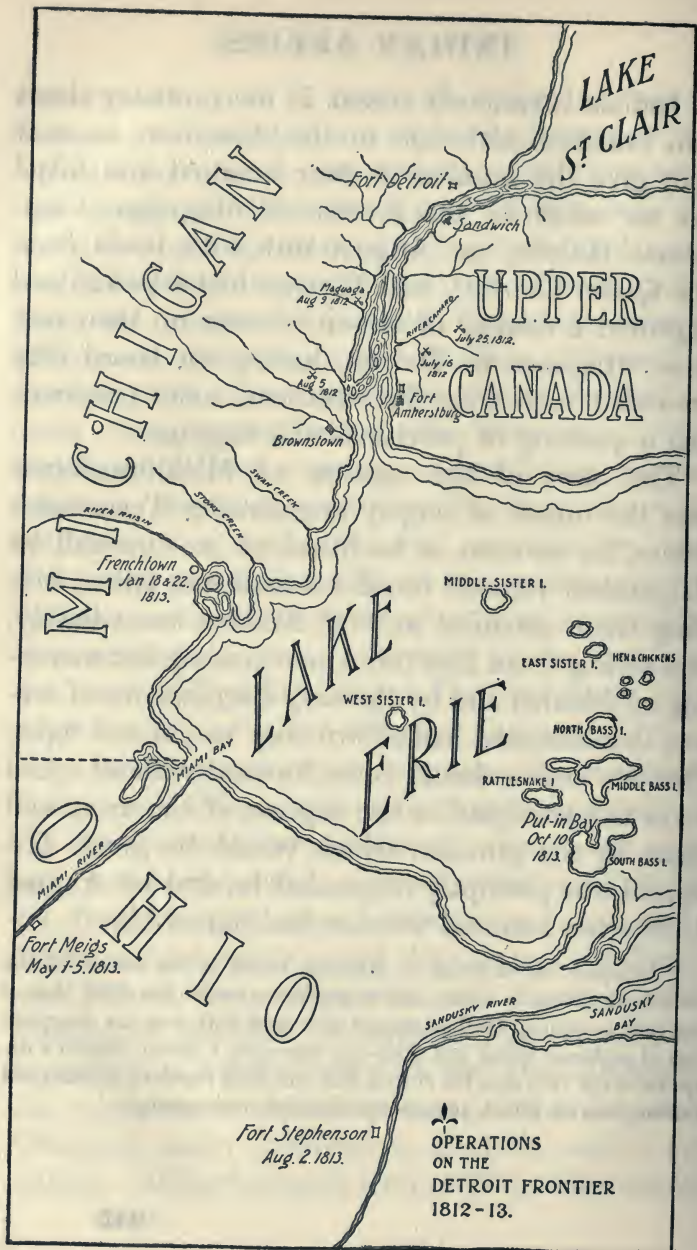 LAKE
ST CLAIR
Fort Detroit
Sandwich
MICHIGAN
UPPER
CANADA
Maguaga
Aug 9 1812
RIVER CANARD
July 25, 1812.
July 16
1812
Aug 5
1812
Fort
Amherstburg
Brownstown
SWAN CREEK
STONY CREEK
RIVER RAISIN
Frenchtown
Jan 18 & 22,
1813.
MIDDLE SISTER I.
EAST SISTER I.
HEN & CHICKENS
LAKE
ERIE
WEST SISTER I.
NORTH BASS I.
MIAMI BAY
RATTLESNAKE I
MIDDLE BASS I.
Put-in Bay
Oct 10
1813.
SOUTH BASS I.
OHIO
MIAMI RIVER
Fort Meigs
May 1-5, 1813.
SANDUSKY RIVER
SANDUSKY
BAY
Fort Stephenson
Aug. 2. 1813.
OPERATIONS
ON THE
DETROIT FRONTIER
1812-13.